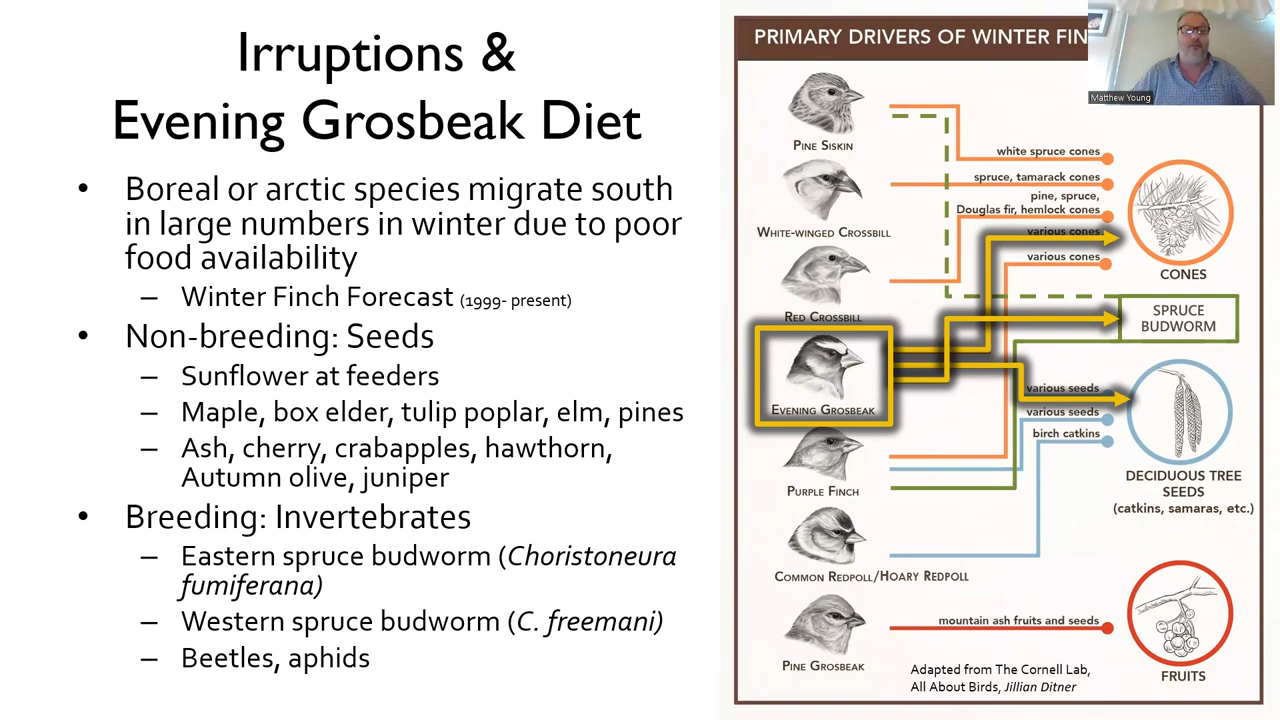 Irruptions &
Evening Grosbeak Diet
• Boreal or arctic species migrate south
in large numbers in winter due to poor
food availability
– Winter Finch Forecast (1999- present)
• Non-breeding: Seeds
– Sunflower at feeders
– Maple, box elder, tulip poplar, elm, pines
– Ash, cherry, crabapples, hawthorn,
Autumn olive, juniper
• Breeding: Invertebrates
– Eastern spruce budworm (Choristoneura
fumiferana)
– Western spruce budworm (C. freemani)
– Beetles, aphids
PRIMARY DRIVERS OF WINTER FIN
Matthew Young
PINE SISKIN
WHITE-WINGED CROSSBILL
RED CROSSBILL
EVENING GROSBEAK
PURPLE FINCH
COMMON REDPOLL/HOARY REDPOLL
PINE GROSBEAK
white spruce cones
spruce, tamarack cones
pine, spruce,
Douglas fir, hemlock cones
various cones
various cones
various seeds
various seeds
birch catkins
mountain ash fruits and seeds
CONES
SPRUCE
BUDWORM
DECIDUOUS TREE
SEEDS
(catkins, samaras, etc.)
FRUITS
Adapted from The Cornell Lab,
All About Birds, Jillian Ditner